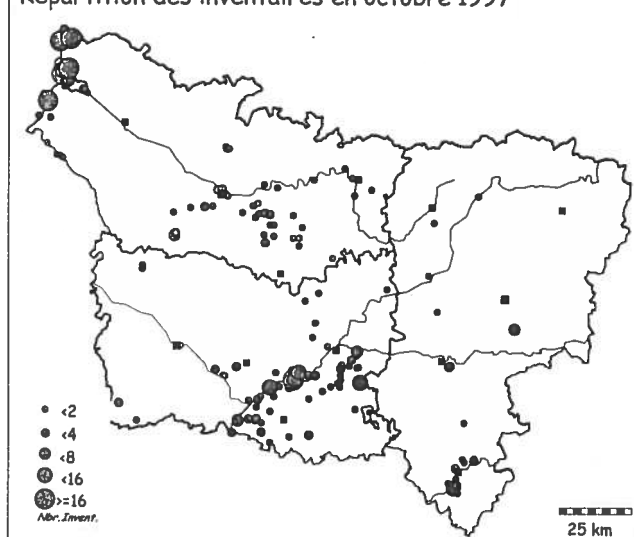 Répartition des inventaires en octobre 1997
<2
<4
<8
<16
>=16
Nbr. Invent.
25 km